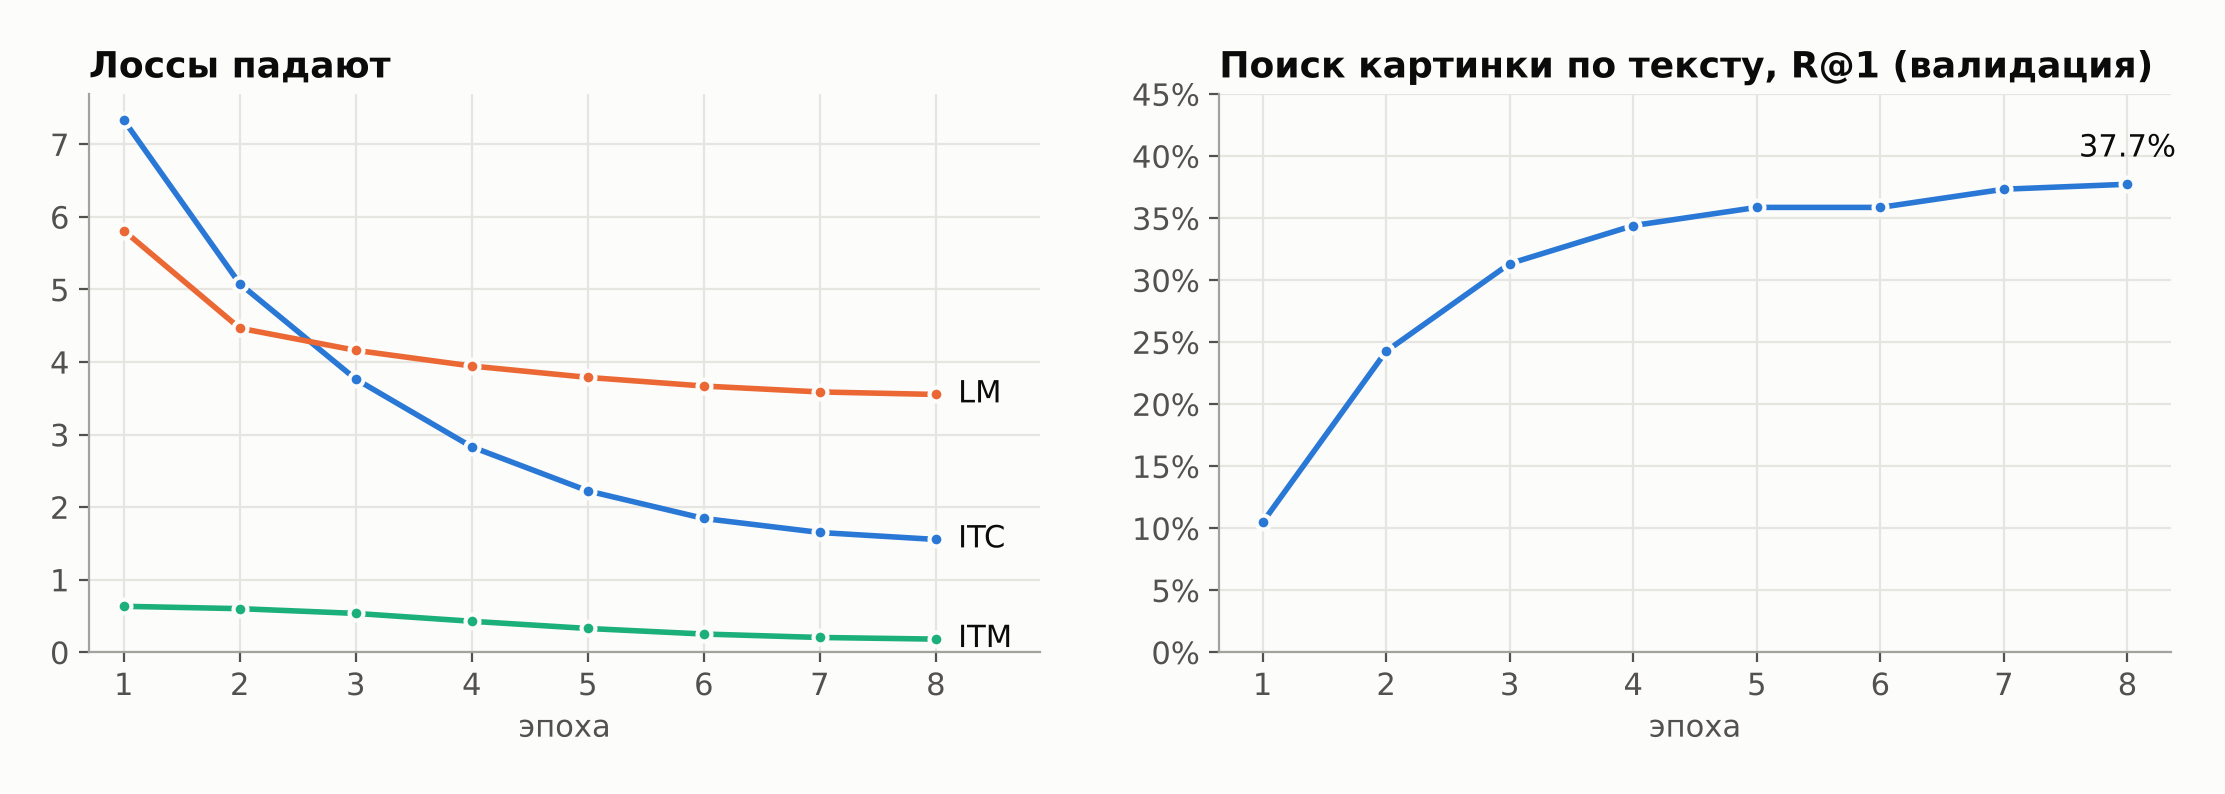 Лоссы падают
7
6
5
4
3
2
1
0
LM
ITC
ITM
1 2 3 4 5 6 7 8
эпоха
Поиск картинки по тексту, R@1 (валидация)
45%
40%
35%
30%
25%
20%
15%
10%
5%
0%
37.7%
1 2 3 4 5 6 7 8
эпоха